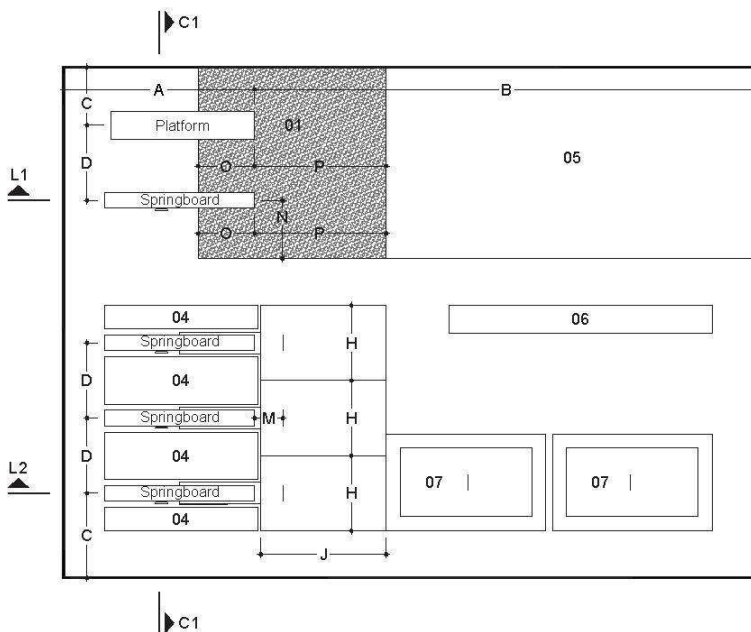 C1
A B
C
Platform 01
05
D O P
L1
Springboard
N
O P
04 06
Springboard H
D 04
Springboard M H
D 04
L2
07 07
Springboard H
04
C
J
C1